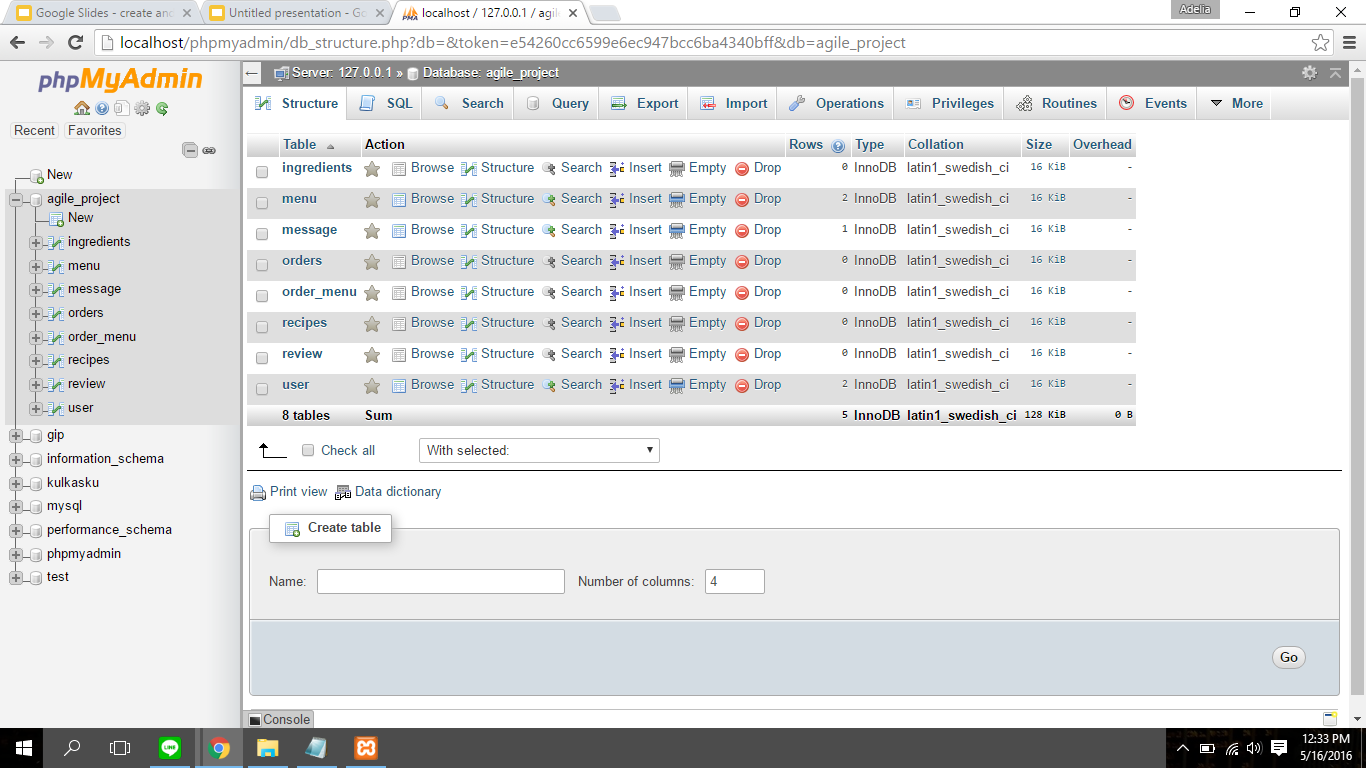 Google Slides - create and
Untitled presentation - Go
localhost / 127.0.0.1 / agile
Adelia
localhost/phpmyadmin/db_structure.php?db=&token=e54260cc6599e6ec947bcc6ba4340bff&db=agile_project
phpMyAdmin
Recent Favorites
New
agile_project
New
ingredients
menu
message
orders
order_menu
recipes
review
user
gip
information_schema
kulkasku
mysql
performance_schema
phpmyadmin
test
Server: 127.0.0.1 » Database: agile_project
Structure SQL Search Query Export Import Operations Privileges Routines Events More
Table Action Rows Type Collation Size Overhead
ingredients Browse Structure Search Insert Empty Drop 0 InnoDB latin1_swedish_ci 16 KiB -
menu Browse Structure Search Insert Empty Drop 2 InnoDB latin1_swedish_ci 16 KiB -
message Browse Structure Search Insert Empty Drop 1 InnoDB latin1_swedish_ci 16 KiB -
orders Browse Structure Search Insert Empty Drop 0 InnoDB latin1_swedish_ci 16 KiB -
order_menu Browse Structure Search Insert Empty Drop 0 InnoDB latin1_swedish_ci 16 KiB -
recipes Browse Structure Search Insert Empty Drop 0 InnoDB latin1_swedish_ci 16 KiB -
review Browse Structure Search Insert Empty Drop 0 InnoDB latin1_swedish_ci 16 KiB -
user Browse Structure Search Insert Empty Drop 2 InnoDB latin1_swedish_ci 16 KiB -
8 tables Sum 5 InnoDB latin1_swedish_ci 128 KiB 0 B
Check all With selected:
Print view Data dictionary
Create table
Name: Number of columns: 4
Go
Console
LINE
12:33 PM
5/16/2016